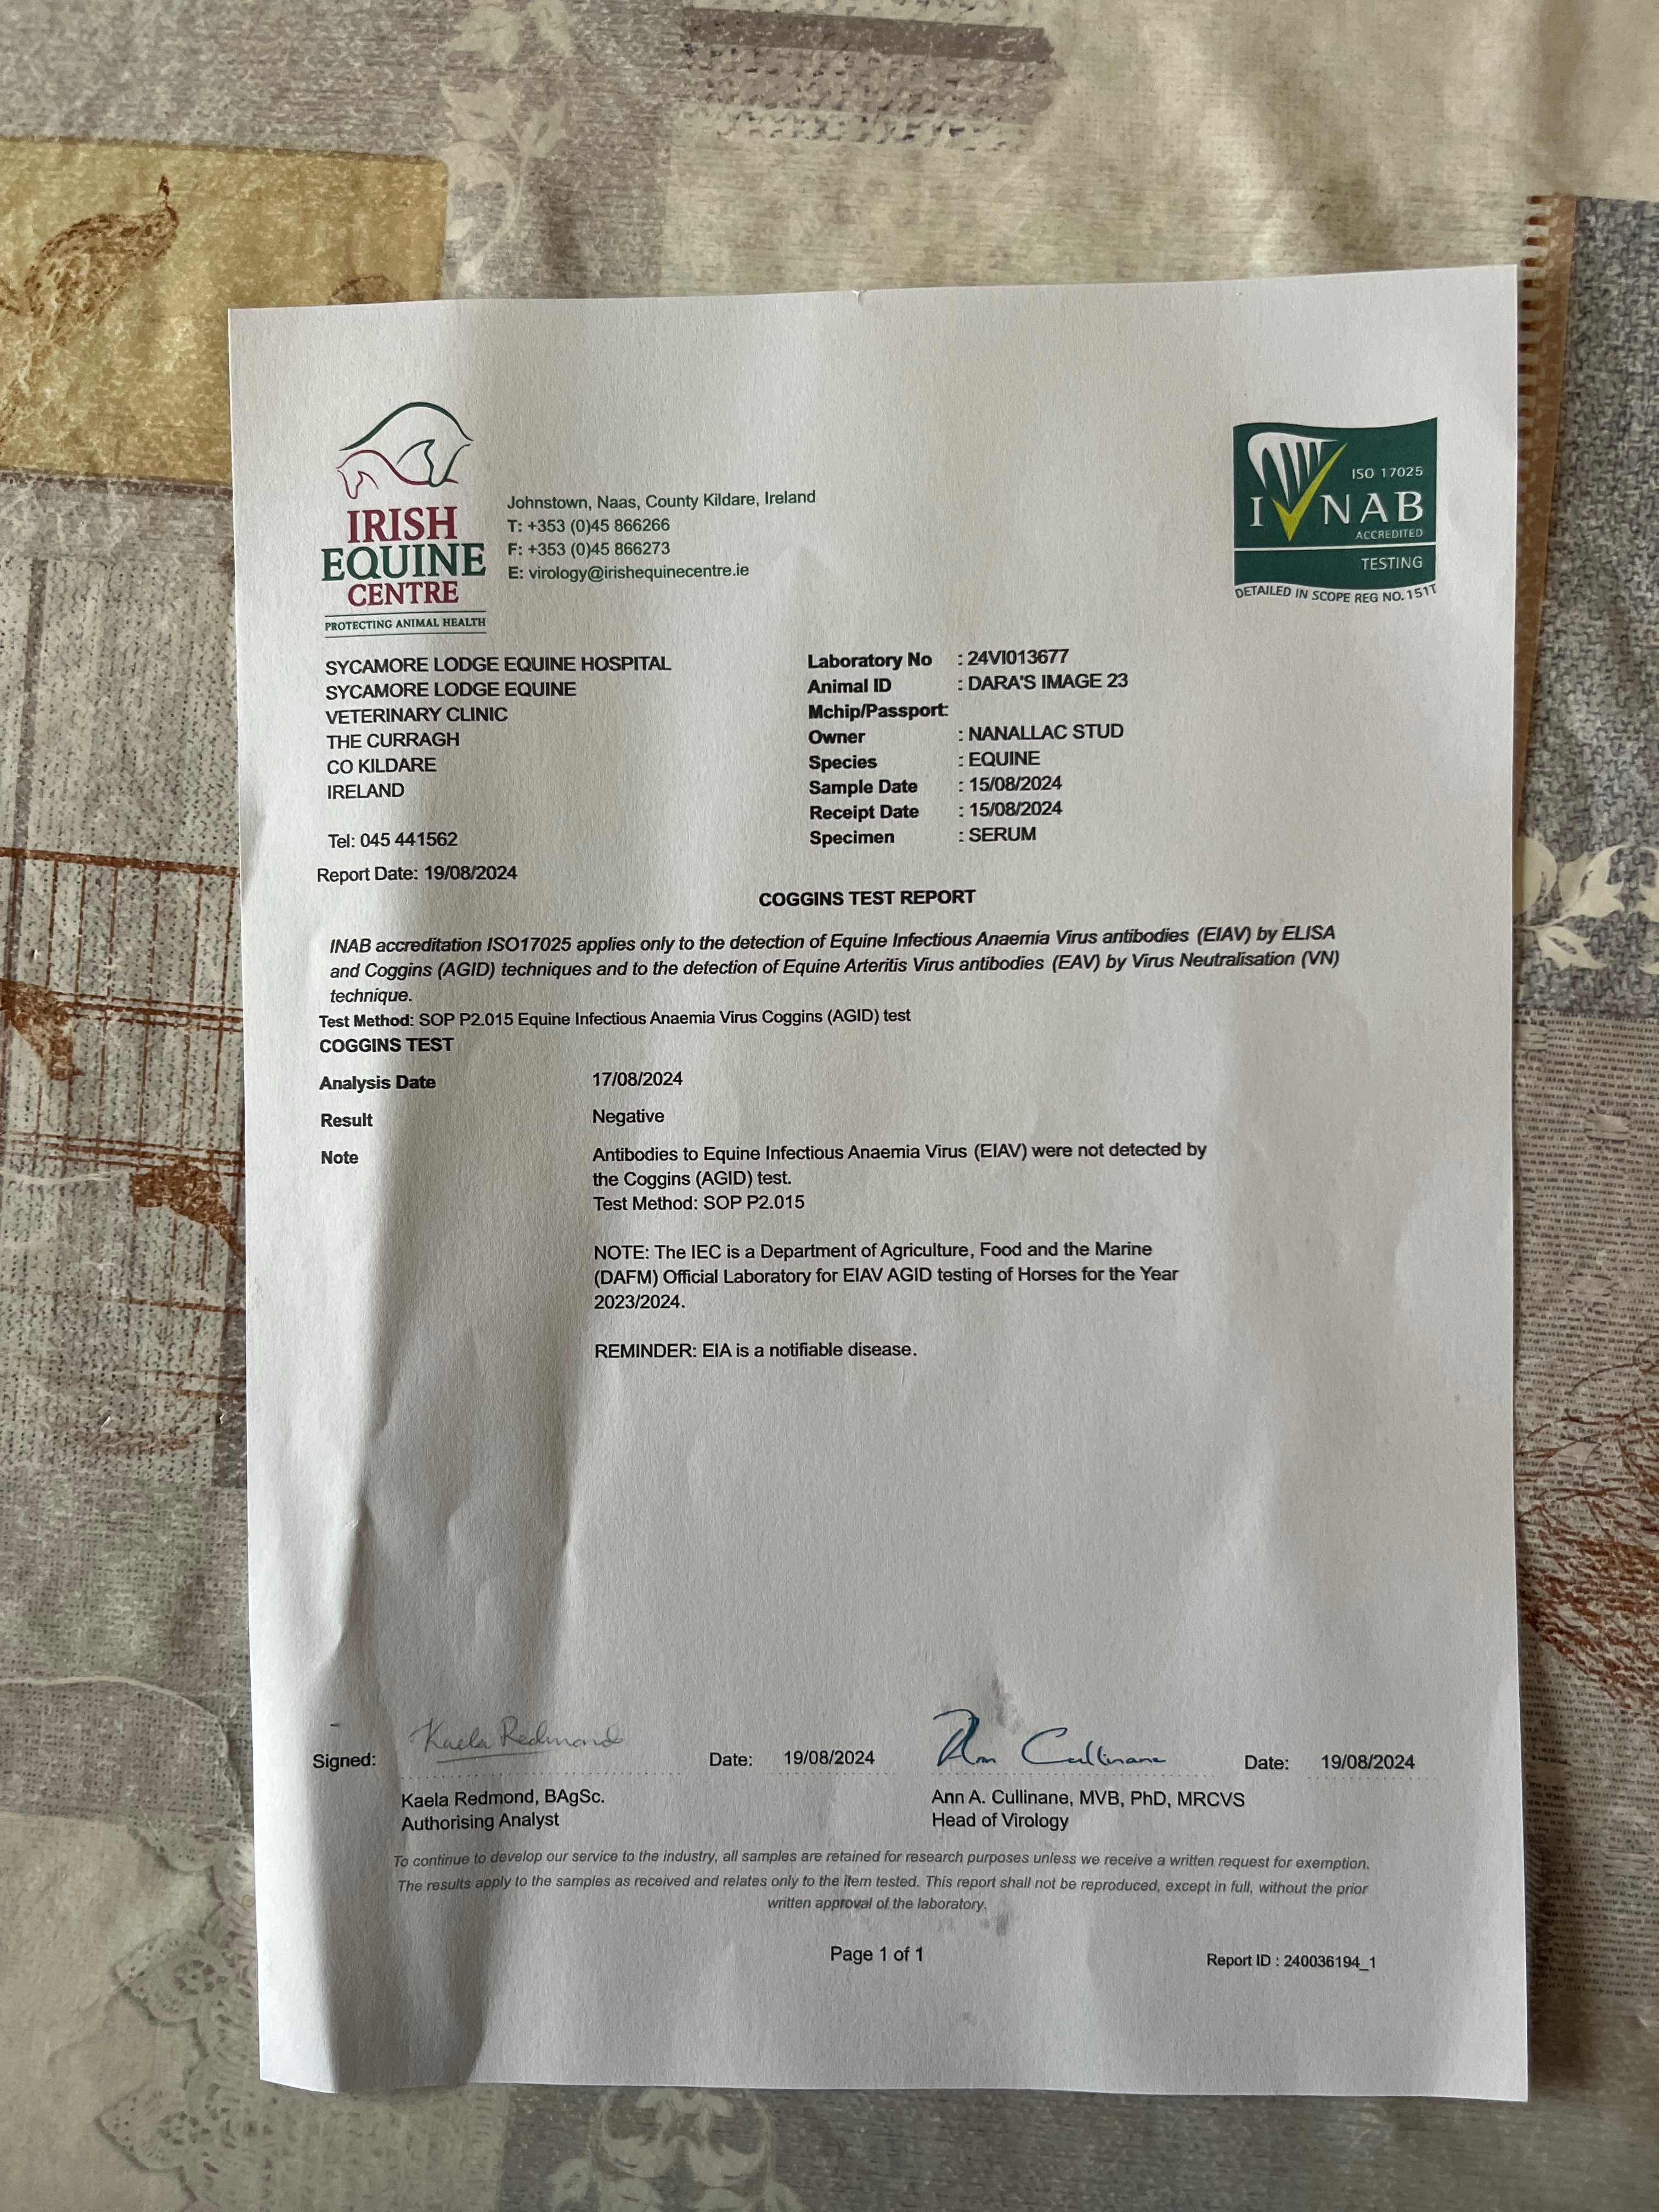 IRISH
EQUINE
CENTRE
PROTECTING ANIMAL HEALTH
Johnstown, Naas, County Kildare, Ireland
T: +353 (0)45 866266
F: +353 (0)45 866273
E: virology@irishequinecentre.ie
ISO 17025
INAB
ACCREDITED
TESTING
DETAILED IN SCOPE REG NO. 151T
SYCAMORE LODGE EQUINE HOSPITAL
SYCAMORE LODGE EQUINE
VETERINARY CLINIC
THE CURRAGH
CO KILDARE
IRELAND
Tel: 045 441562
Report Date: 19/08/2024
Laboratory No : 24VI013677
Animal ID : DARA'S IMAGE 23
Mchip/Passport:
Owner : NANALLAC STUD
Species : EQUINE
Sample Date : 15/08/2024
Receipt Date : 15/08/2024
Specimen : SERUM
COGGINS TEST REPORT
INAB accreditation ISO17025 applies only to the detection of Equine Infectious Anaemia Virus antibodies (EIAV) by ELISA
and Coggins (AGID) techniques and to the detection of Equine Arteritis Virus antibodies (EAV) by Virus Neutralisation (VN)
technique.
Test Method: SOP P2.015 Equine Infectious Anaemia Virus Coggins (AGID) test
COGGINS TEST
Analysis Date 17/08/2024
Result Negative
Note Antibodies to Equine Infectious Anaemia Virus (EIAV) were not detected by
the Coggins (AGID) test.
Test Method: SOP P2.015
NOTE: The IEC is a Department of Agriculture, Food and the Marine
(DAFM) Official Laboratory for EIAV AGID testing of Horses for the Year
2023/2024.
REMINDER: EIA is a notifiable disease.
Signed: Kaela Redmond Date: 19/08/2024 Ann Cullinane Date: 19/08/2024
Kaela Redmond, BAgSc.
Authorising Analyst
Ann A. Cullinane, MVB, PhD, MRCVS
Head of Virology
To continue to develop our service to the industry, all samples are retained for research purposes unless we receive a written request for exemption.
The results apply to the samples as received and relates only to the item tested. This report shall not be reproduced, except in full, without the prior
written approval of the laboratory.
Page 1 of 1
Report ID : 240036194_1